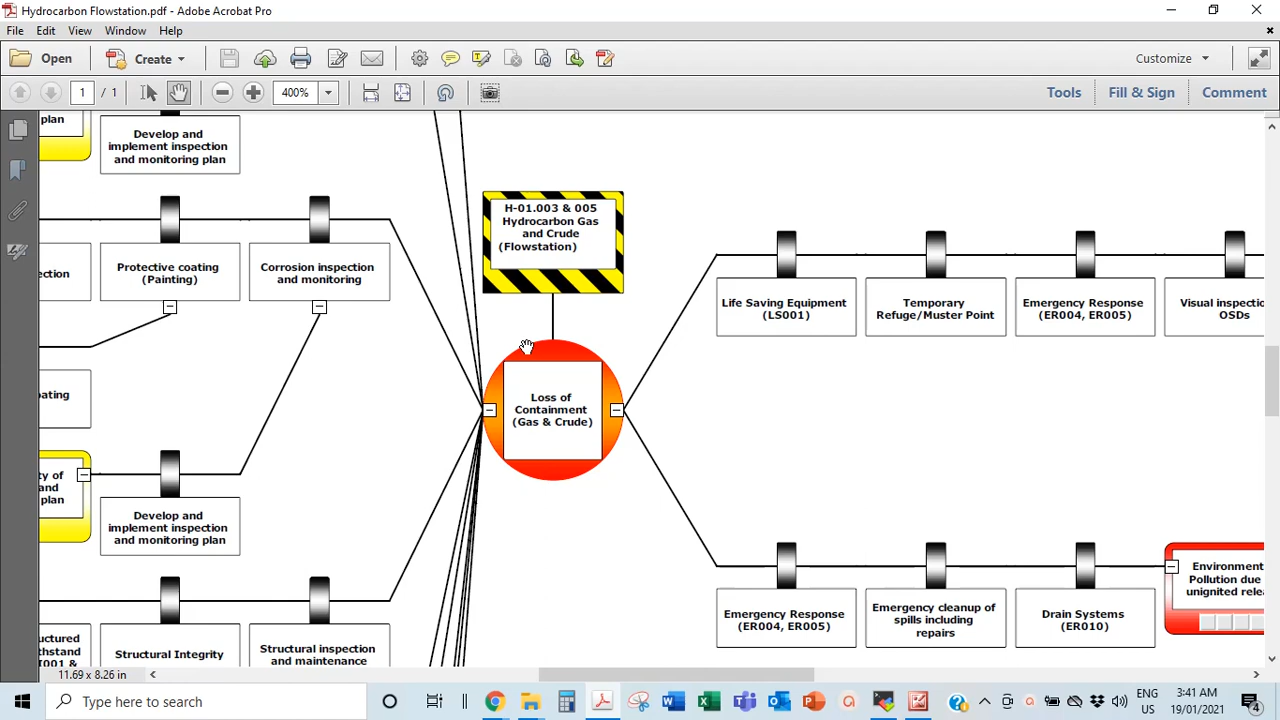 Hydrocarbon Flowstation.pdf - Adobe Acrobat Pro
File Edit View Window Help
Open Create Customize
1 / 1 400% Tools Fill & Sign Comment
plan
Develop and
implement inspection
and monitoring plan
H-01.003 & 005
Hydrocarbon Gas
and Crude
(Flowstation)
ection
Protective coating
(Painting)
Corrosion inspection
and monitoring
Life Saving Equipment
(LS001)
Temporary
Refuge/Muster Point
Emergency Response
(ER004, ER005)
Visual inspectio
OSDs
oating
Loss of
Containment
(Gas & Crude)
ty of
and
plan
Develop and
implement inspection
and monitoring plan
Environment
Pollution due
unignited relea
Emergency Response
(ER004, ER005)
Emergency cleanup of
spills including
repairs
Drain Systems
(ER010)
uctured
thstand
I001 &
Structural Integrity
Structural inspection
and maintenance
11.69 x 8.26 in
Type here to search
ENG
US
3:41 AM
19/01/2021
4